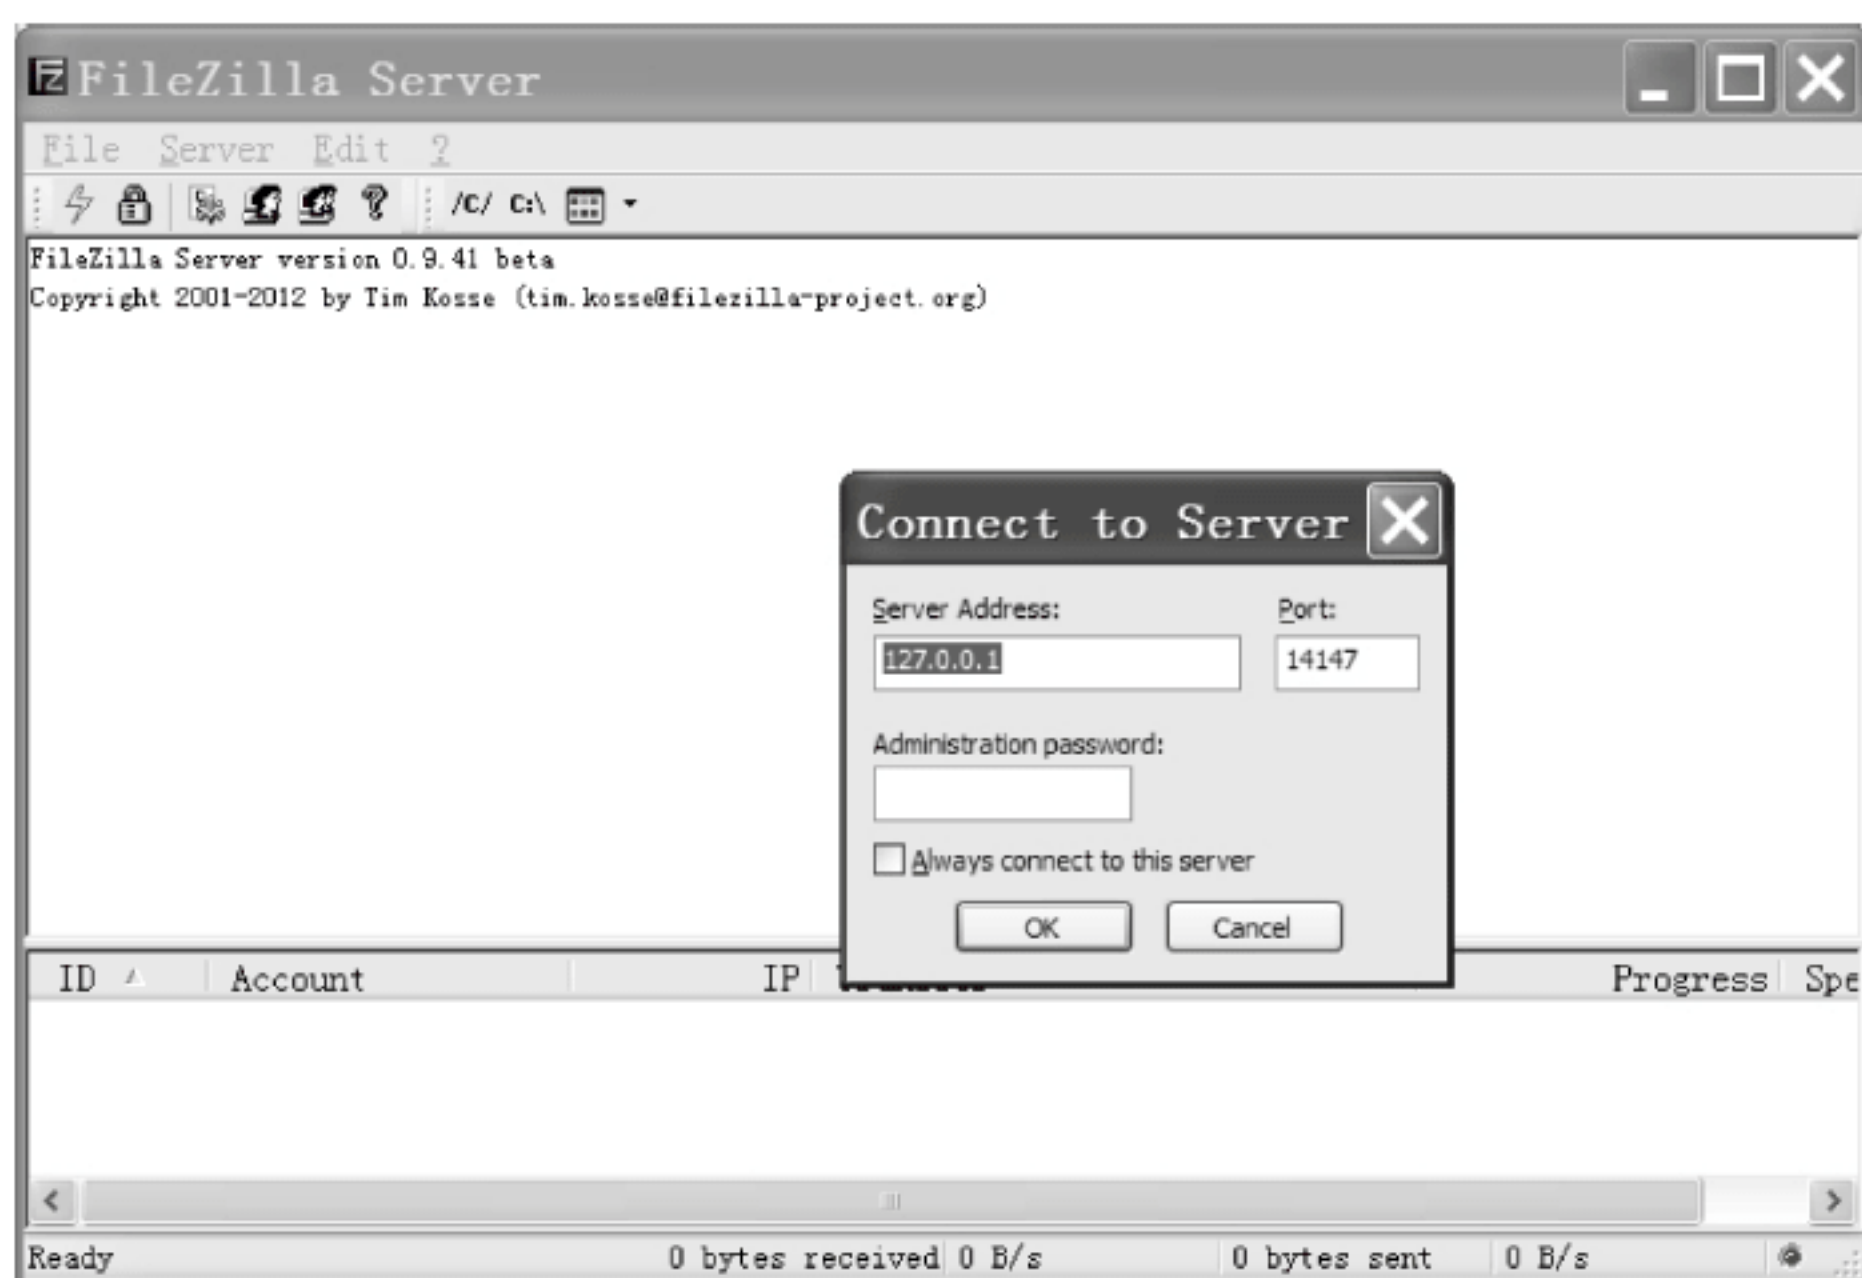 FileZilla Server
File Server Edit ?
/C/ C:\
FileZilla Server version 0.9.41 beta
Copyright 2001-2012 by Tim Kosse (tim.kosse@filezilla-project.org)
Connect to Server
Server Address: Port:
127.0.0.1 14147
Administration password:
Always connect to this server
OK Cancel
ID Account IP Progress Spe
Ready 0 bytes received 0 B/s 0 bytes sent 0 B/s